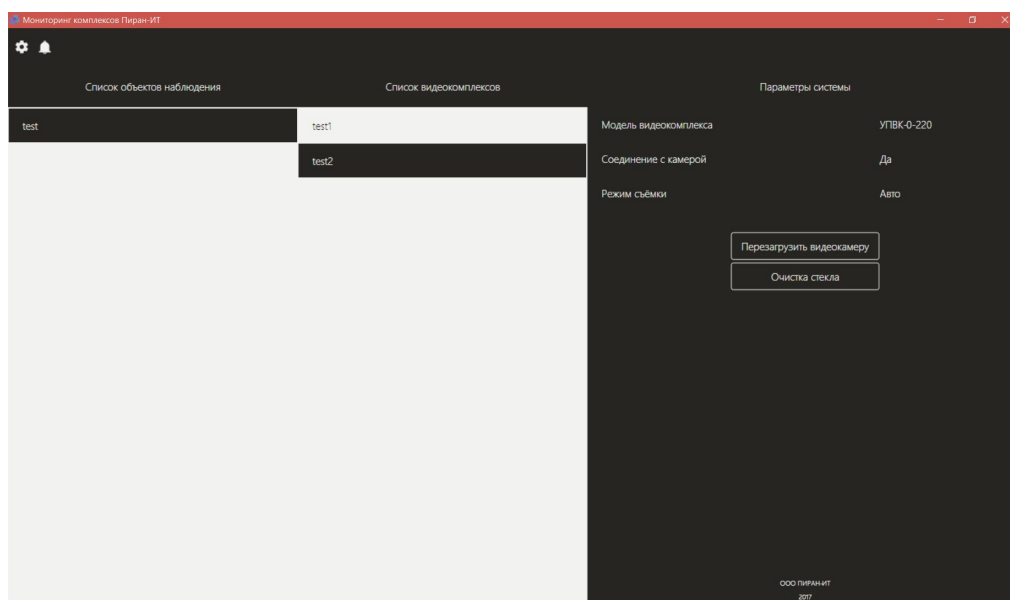 Мониторинг комплексов Пиран-ИТ
Список объектов наблюдения
Список видеокомплексов
Параметры системы
test
test1
test2
Модель видеокомплекса УПВК-0-220
Соединение с камерой Да
Режим съёмки Авто
Перезагрузить видеокамеру
Очистка стекла
ООО ПИРАН-ИТ
2017